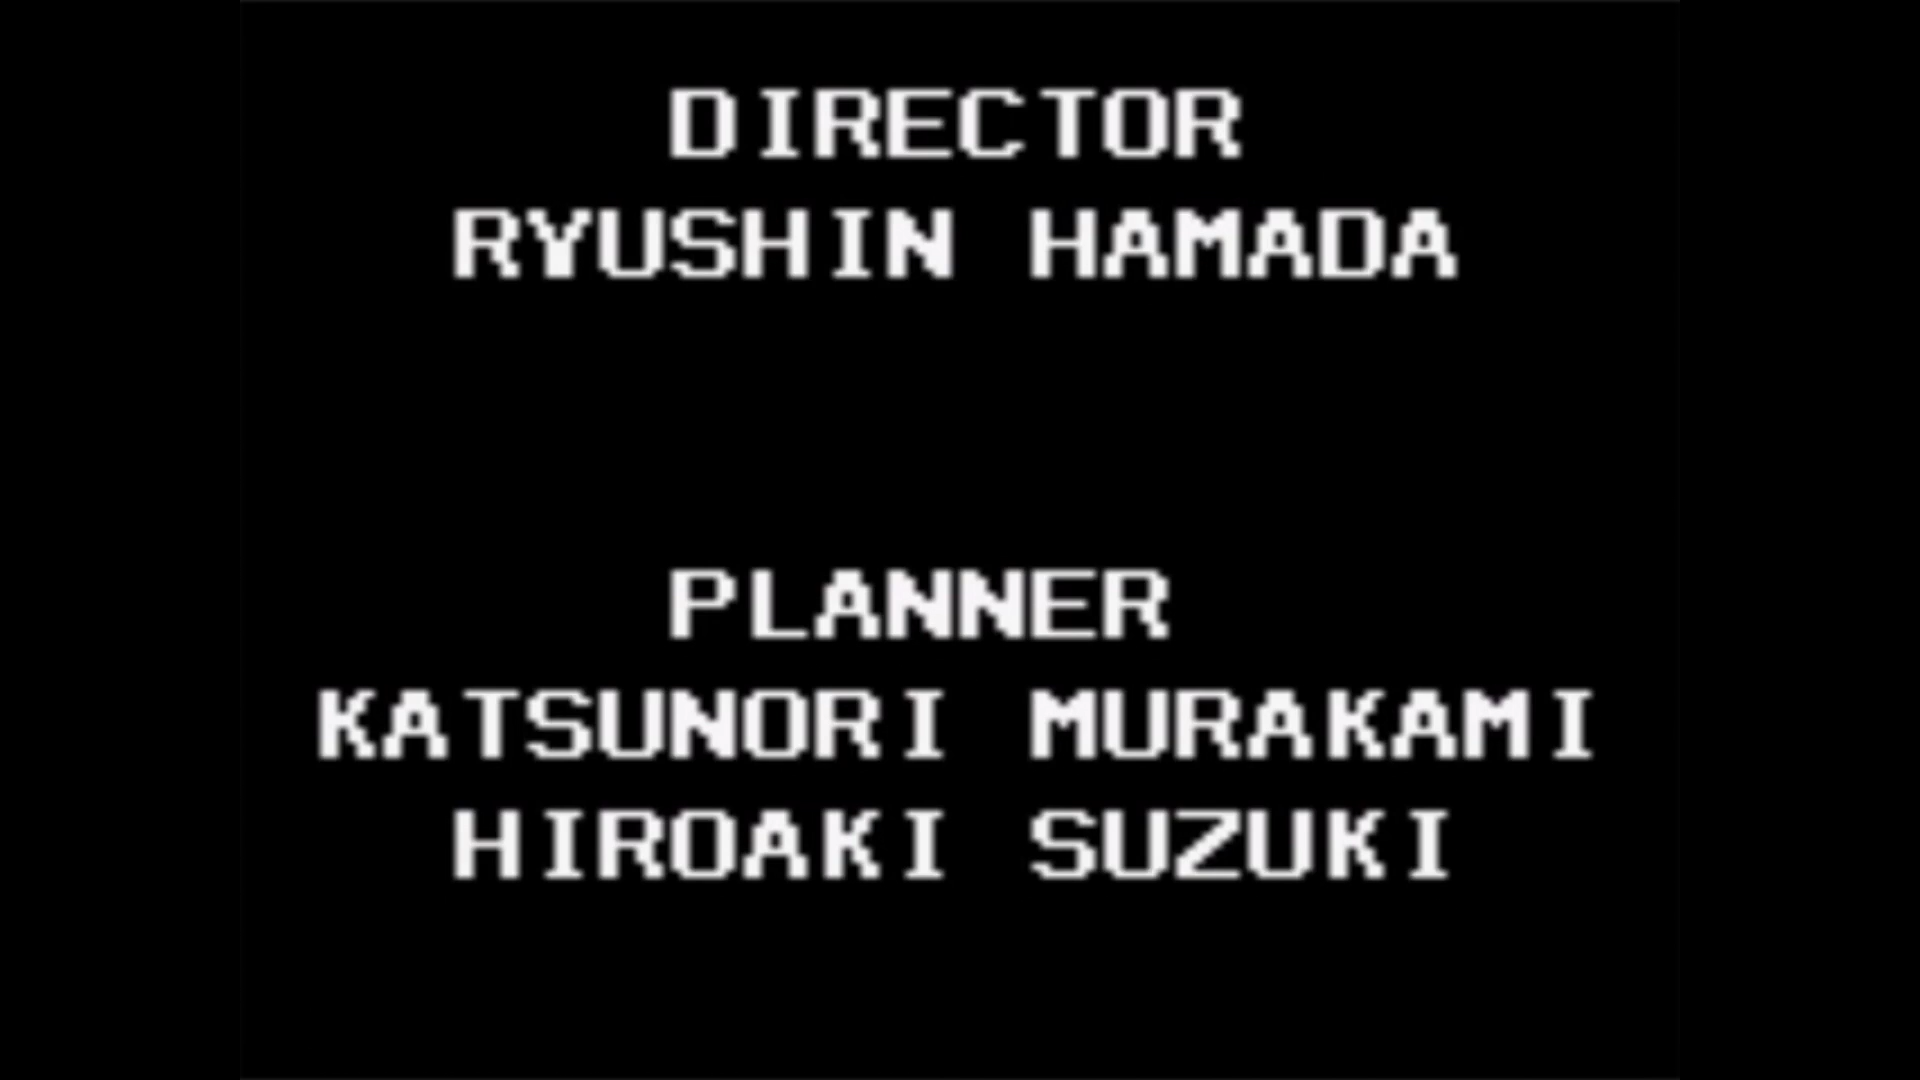 DIRECTOR
RYUSHIN HAMADA
PLANNER
KATSUNORI MURAKAMI
HIROAKI SUZUKI